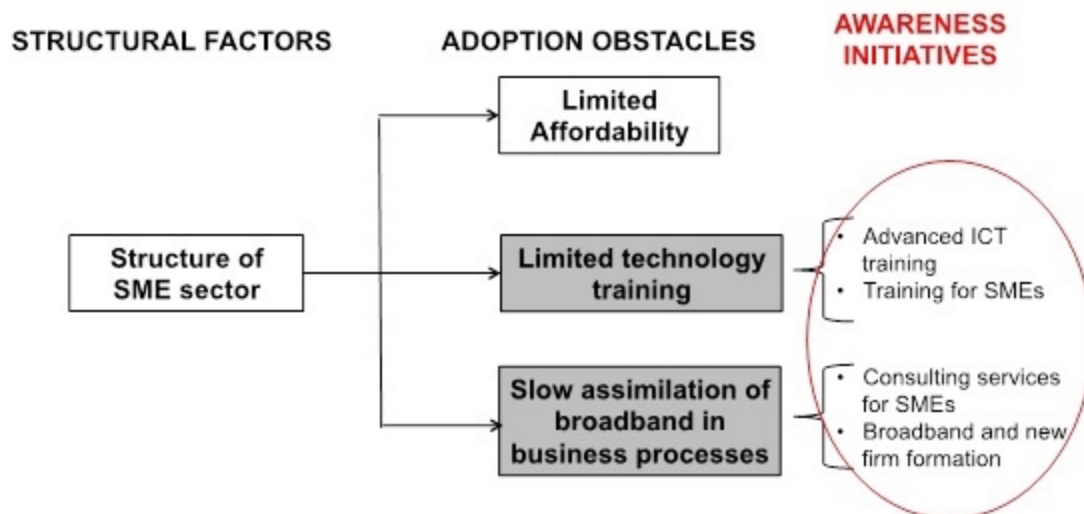 STRUCTURAL FACTORS
ADOPTION OBSTACLES
AWARENESS
INITIATIVES
Limited
Affordability
Structure of
SME sector
Limited technology
training
• Advanced ICT
training
• Training for SMEs
Slow assimilation of
broadband in
business processes
• Consulting services
for SMEs
• Broadband and new
firm formation